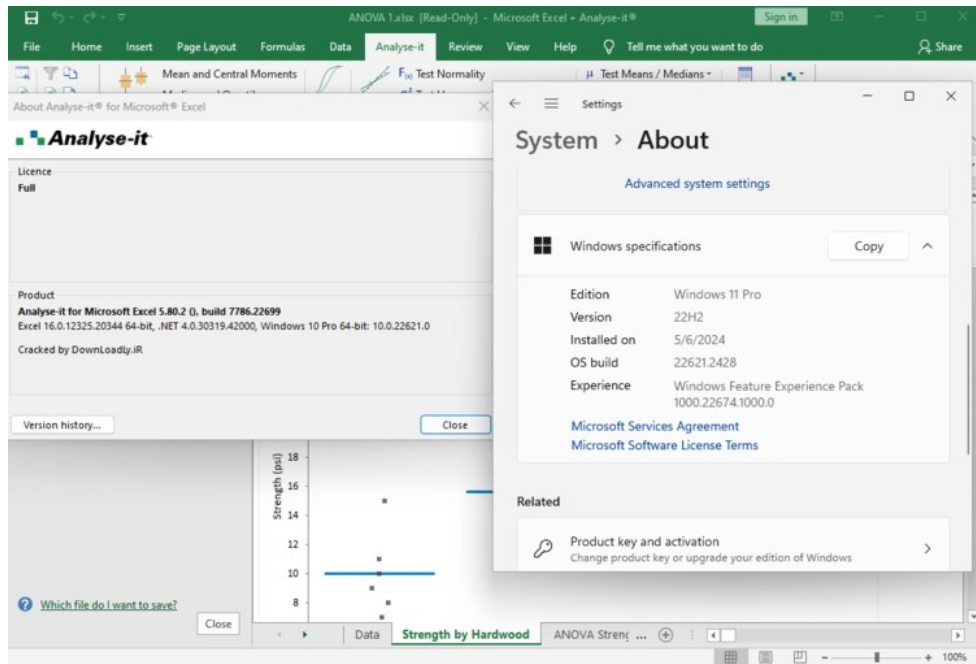 ANOVA 1.xlsx [Read-Only] - Microsoft Excel + Analyse-it®
Sign in
File Home Insert Page Layout Formulas Data Analyse-it Review View Help Tell me what you want to do Share
Mean and Central Moments
F(x) Test Normality
µ Test Means / Medians
About Analyse-it® for Microsoft® Excel
Analyse-it
Licence
Full
Product
Analyse-it for Microsoft Excel 5.80.2 (), build 7786.22699
Excel 16.0.12325.20344 64-bit, .NET 4.0.30319.42000, Windows 10 Pro 64-bit: 10.0.22621.0
Cracked by DownLoadly.iR
Version history...
Close
Settings
System > About
Advanced system settings
Windows specifications
Copy
Edition Windows 11 Pro
Version 22H2
Installed on 5/6/2024
OS build 22621.2428
Experience Windows Feature Experience Pack
1000.22674.1000.0
Microsoft Services Agreement
Microsoft Software License Terms
Related
Product key and activation
Change product key or upgrade your edition of Windows
Strength (psi)
18
16
14
12
10
8
Which file do I want to save?
Close
Data Strength by Hardwood ANOVA Streng ...
100%